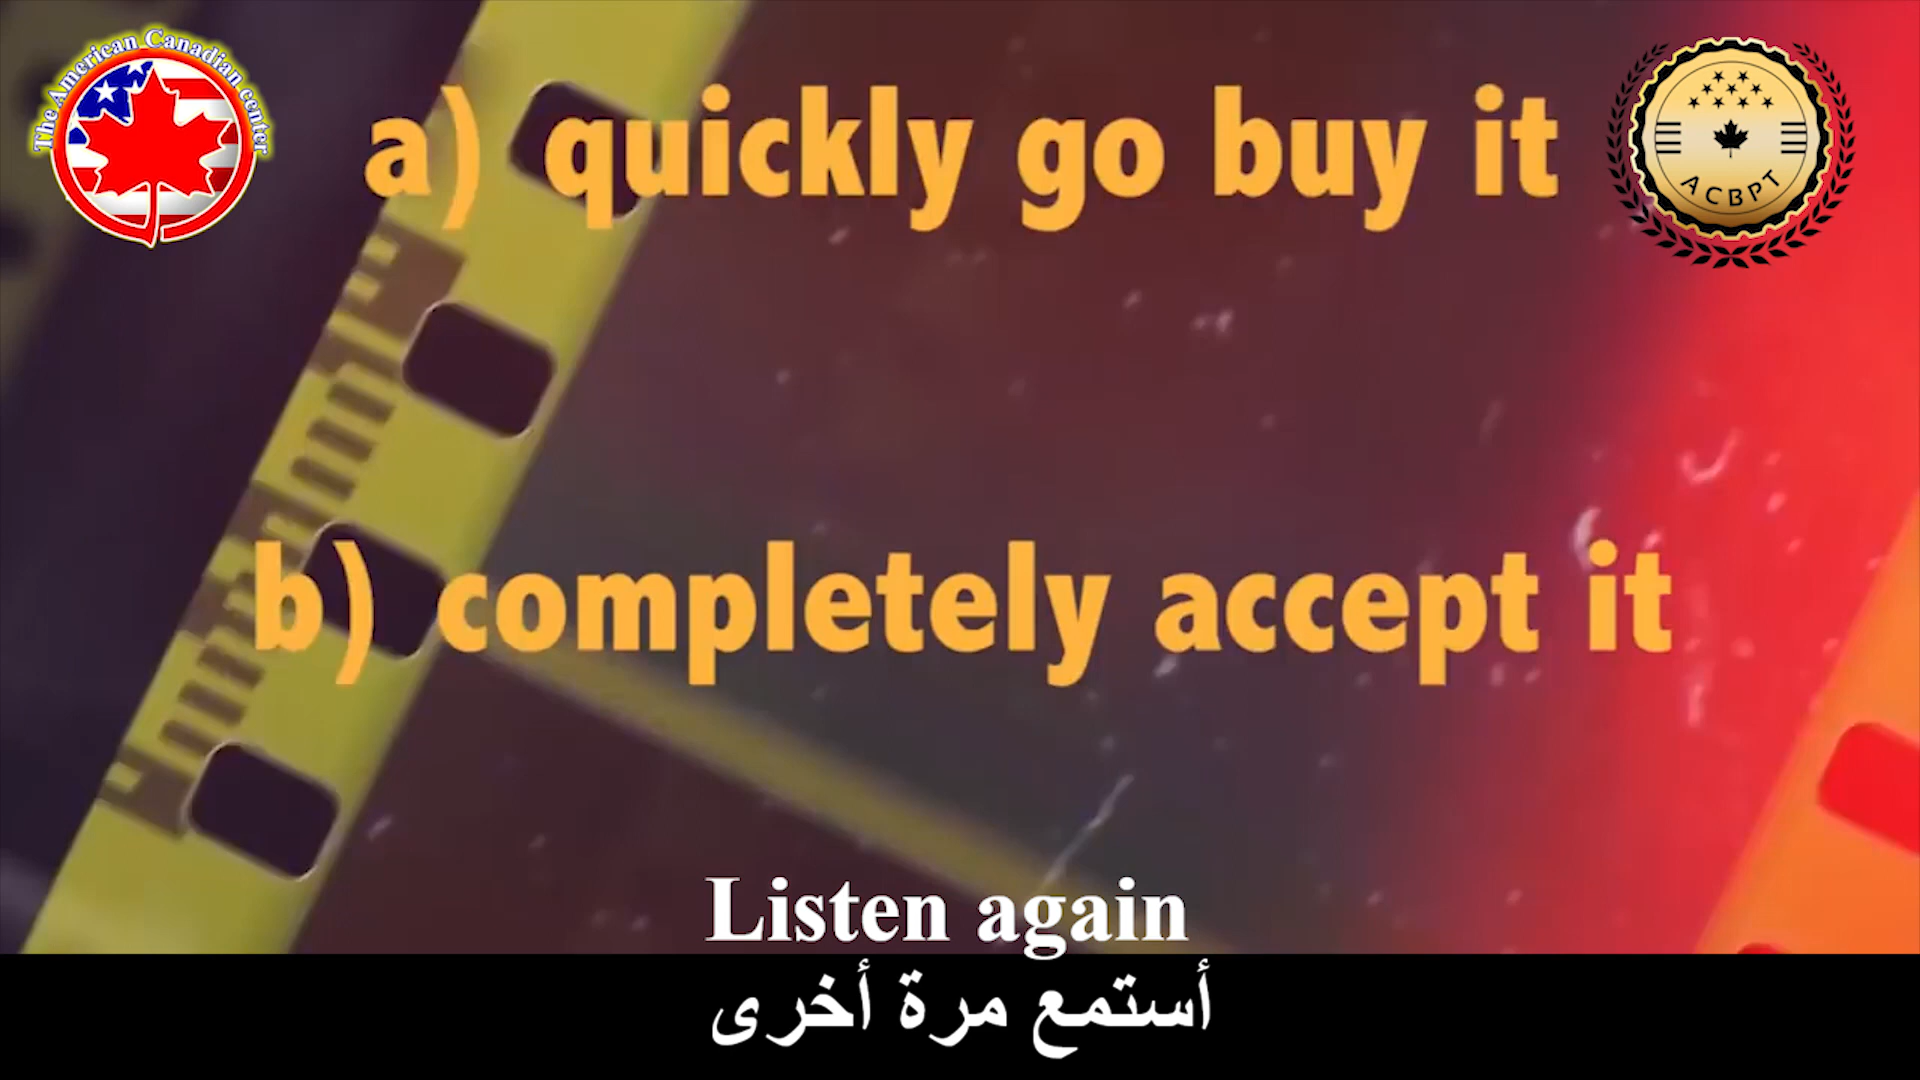 The American Canadian center
a) quickly go buy it
ACBPT
b) completely accept it
Listen again
أستمع مرة أخرى